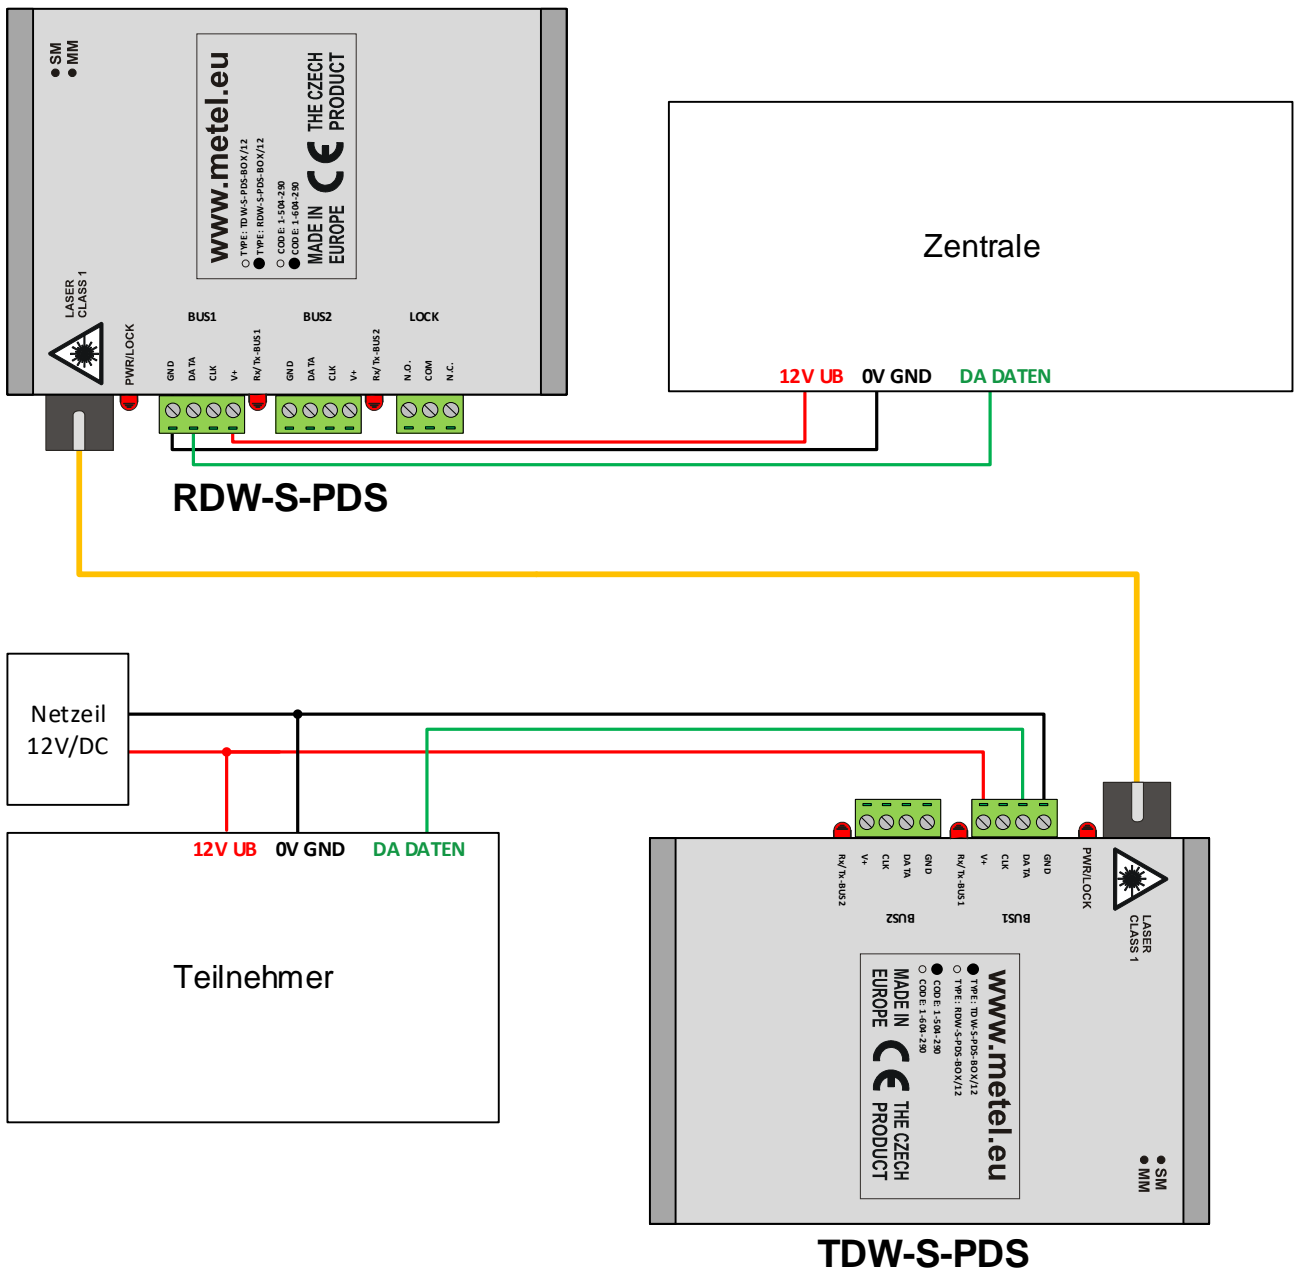 SM
MM
www.metel.eu
TYPE: TDW-S-PDS-BOX/12
TYPE: RDW-S-PDS-BOX/12
CODE: 1-504-290
CODE: 1-604-290
MADE IN
EUROPE
CE
THE CZECH
PRODUCT
LASER
CLASS 1
PWR/LOCK
BUS1
BUS2
LOCK
GND
DATA
CLK
V+
Rx/Tx-BUS1
GND
DATA
CLK
V+
Rx/Tx-BUS2
N.O.
COM
N.C.
RDW-S-PDS
Zentrale
12V UB
0V GND
DA DATEN
Netzeil
12V/DC
12V UB
0V GND
DA DATEN
Teilnehmer
Rx/Tx-BUS2
V+
CLK
DATA
GND
Rx/Tx-BUS1
V+
CLK
DATA
GND
PWR/LOCK
LASER
CLASS 1
BUS2
BUS1
www.metel.eu
TYPE: TDW-S-PDS-BOX/12
TYPE: RDW-S-PDS-BOX/12
CODE: 1-504-290
CODE: 1-604-290
MADE IN
EUROPE
CE
THE CZECH
PRODUCT
SM
MM
TDW-S-PDS